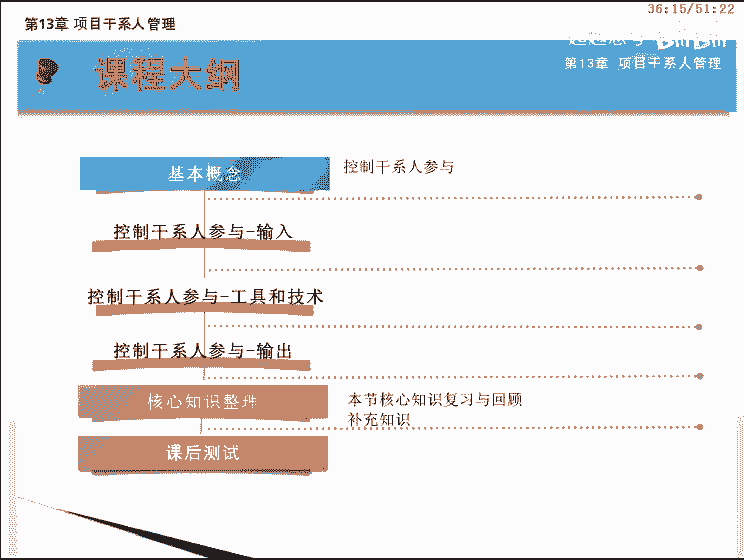 36:15/51:22
第13章 项目干系人管理
BiliBili
第13章 项目干系人管理
课程大纲
基本概念
控制干系人参与
控制干系人参与-输入
控制干系人参与-工具和技术
控制干系人参与-输出
核心知识整理
本节核心知识复习与回顾
补充知识
课后测试